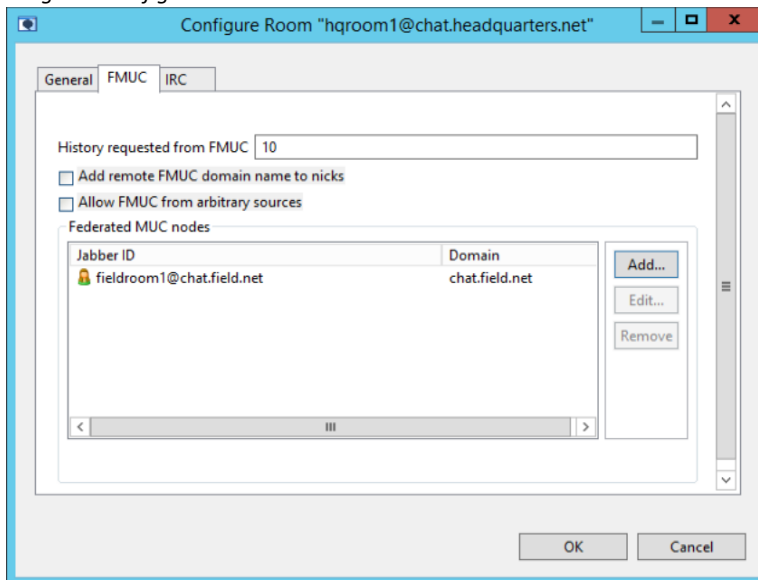 Configure Room "hqroom1@chat.headquarters.net"
General FMUC IRC
History requested from FMUC 10
Add remote FMUC domain name to nicks
Allow FMUC from arbitrary sources
Federated MUC nodes
Jabber ID Domain
fieldroom1@chat.field.net chat.field.net
Add...
Edit...
Remove
OK Cancel